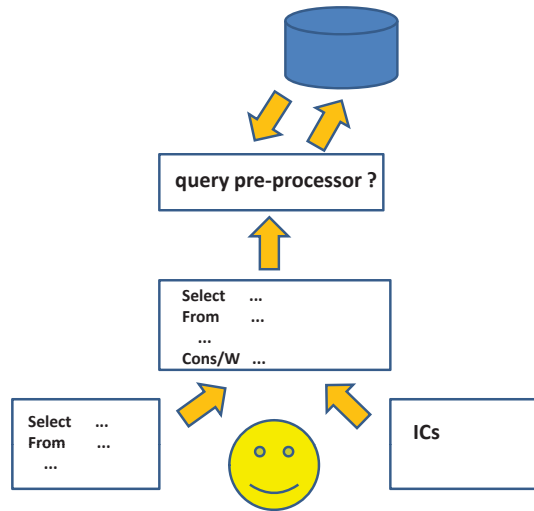 query pre-processor ?
Select ...
From ...
...
Cons/W ...
Select ...
From ...
...
ICs